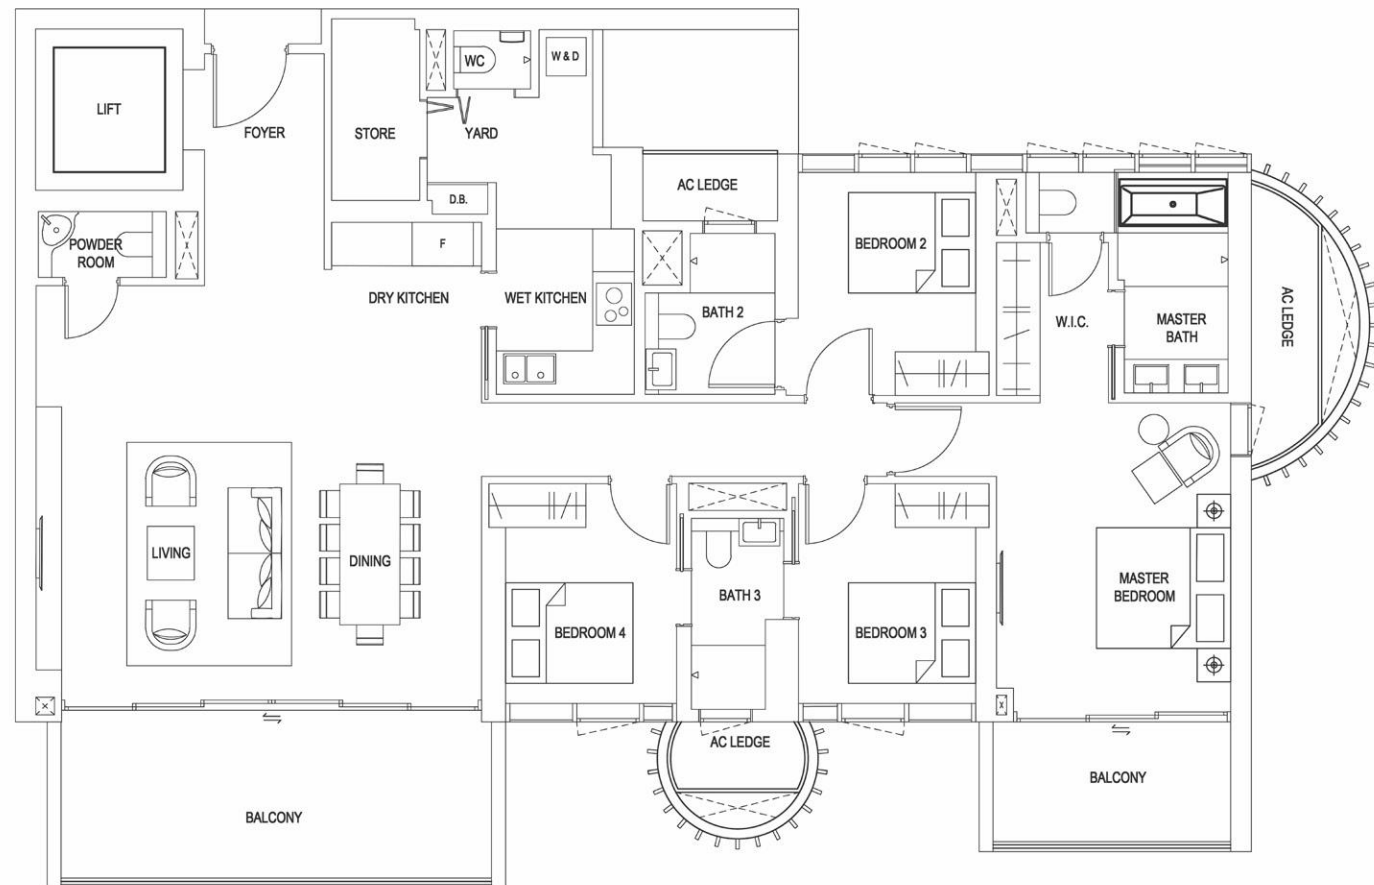 LIFT
FOYER
STORE
WC
W & D
YARD
D.B.
F
POWDER
ROOM
DRY KITCHEN
WET KITCHEN
AC LEDGE
BATH 2
BEDROOM 2
W.I.C.
MASTER
BATH
AC LEDGE
LIVING
DINING
BEDROOM 4
BATH 3
BEDROOM 3
MASTER
BEDROOM
AC LEDGE
BALCONY
BALCONY